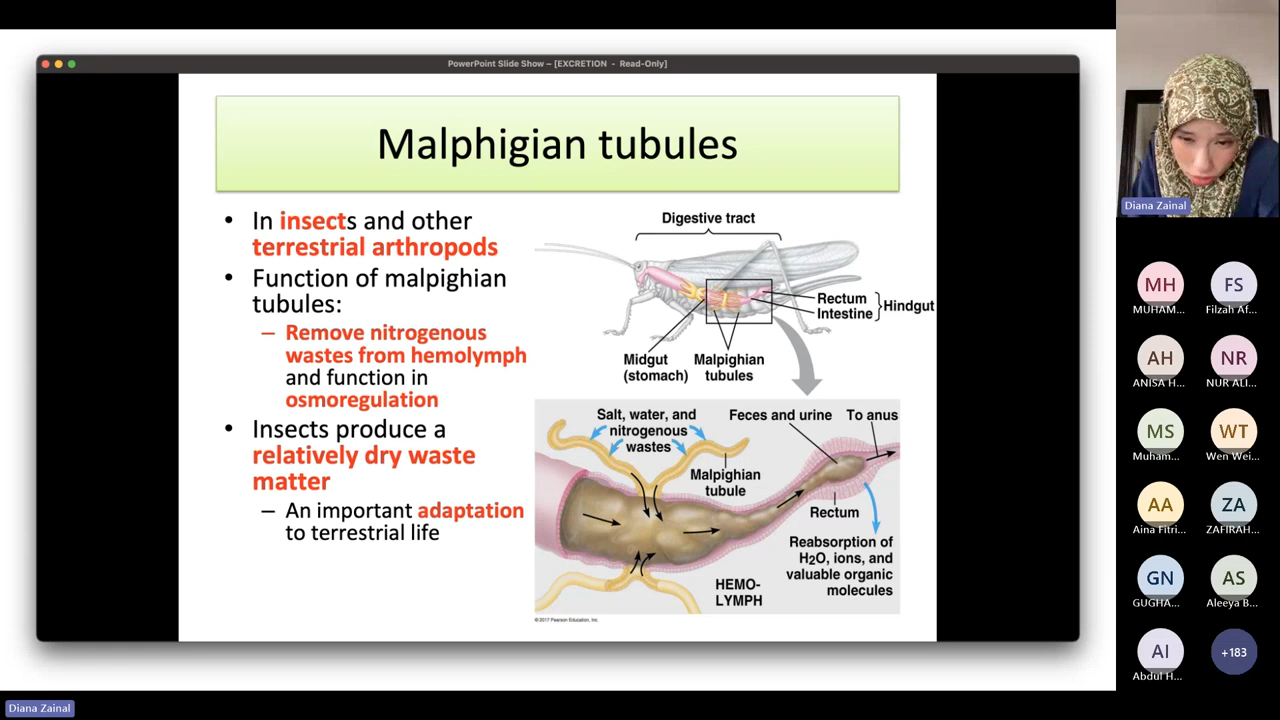 PowerPoint Slide Show – [EXCRETION - Read-Only]
Malphigian tubules
• In insects and other
terrestrial arthropods
• Function of malpighian
tubules:
– Remove nitrogenous
wastes from hemolymph
and function in
osmoregulation
• Insects produce a
relatively dry waste
matter
– An important adaptation
to terrestrial life
Digestive tract
Rectum
Intestine
Hindgut
Midgut
(stomach)
Malpighian
tubules
Salt, water, and
nitrogenous
wastes
Feces and urine
To anus
Malpighian
tubule
Rectum
Reabsorption of
H2O, ions, and
valuable organic
molecules
HEMO-
LYMPH
© 2017 Pearson Education, Inc.
Diana Zainal
MH
MUHAM...
FS
Filzah Af...
AH
ANISA H...
NR
NUR ALI...
MS
Muham...
WT
Wen Wei...
AA
Aina Fitri...
ZA
ZAFIRAH...
GN
GUGHA...
AS
Aleeya B...
AI
Abdul H...
+183
Diana Zainal